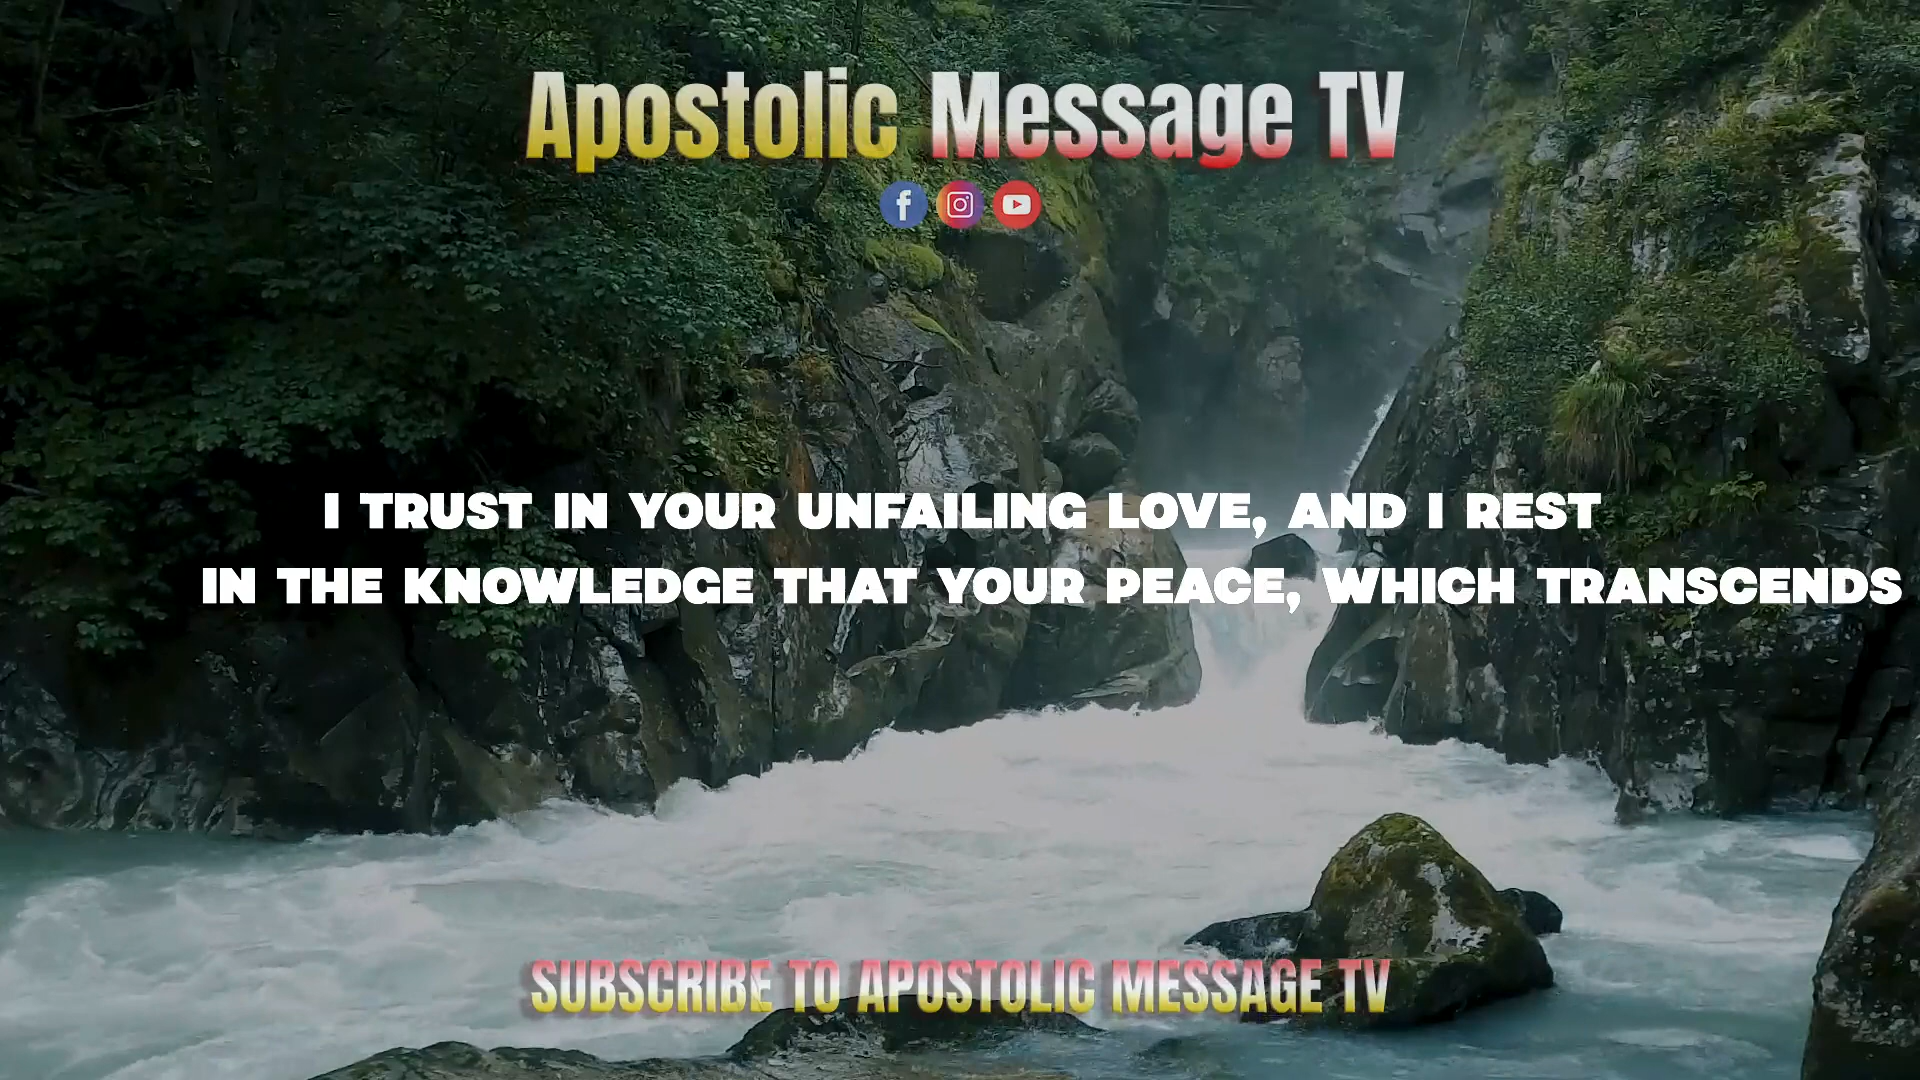 Apostolic Message TV
I TRUST IN YOUR UNFAILING LOVE, AND I REST
IN THE KNOWLEDGE THAT YOUR PEACE, WHICH TRANSCENDS
SUBSCRIBE TO APOSTOLIC MESSAGE TV